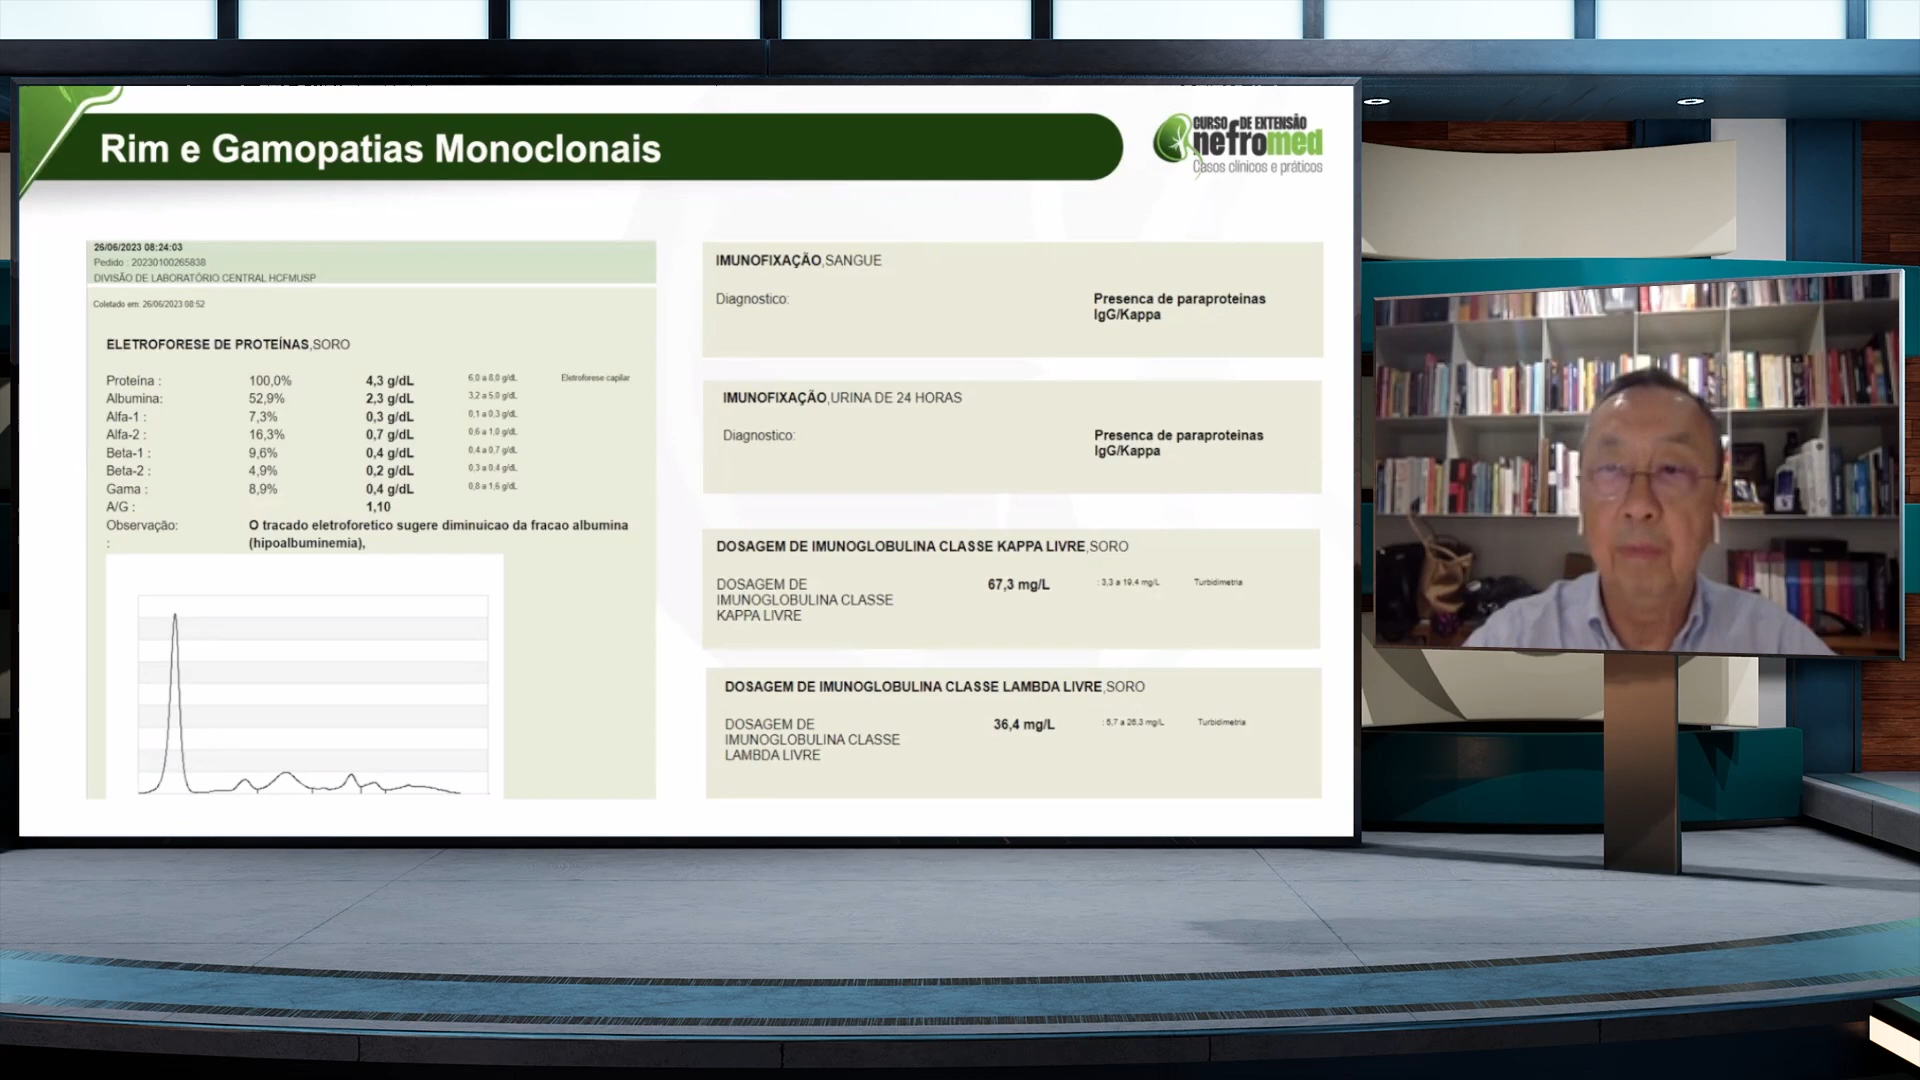 Rim e Gamopatias Monoclonais
CURSO DE EXTENSÃO
nefromed
Casos clínicos e práticos
26/06/2023 08:24:03
Pedido : 20230100265838
DIVISÃO DE LABORATÓRIO CENTRAL HCFMUSP
Coletado em: 26/06/2023 08:52
ELETROFORESE DE PROTEÍNAS,SORO
Proteína : 100,0% 4,3 g/dL 6,0 a 8,0 g/dL Eletroforese capilar
Albumina: 52,9% 2,3 g/dL 3,2 a 5,0 g/dL
Alfa-1 : 7,3% 0,3 g/dL 0,1 a 0,3 g/dL
Alfa-2 : 16,3% 0,7 g/dL 0,6 a 1,0 g/dL
Beta-1 : 9,6% 0,4 g/dL 0,4 a 0,7 g/dL
Beta-2 : 4,9% 0,2 g/dL 0,3 a 0,4 g/dL
Gama : 8,9% 0,4 g/dL 0,8 a 1,6 g/dL
A/G : 1,10
Observação: O tracado eletroforetico sugere diminuicao da fracao albumina
: (hipoalbuminemia),
IMUNOFIXAÇÃO,SANGUE
Diagnostico: Presenca de paraproteinas
IgG/Kappa
IMUNOFIXAÇÃO,URINA DE 24 HORAS
Diagnostico: Presenca de paraproteinas
IgG/Kappa
DOSAGEM DE IMUNOGLOBULINA CLASSE KAPPA LIVRE,SORO
DOSAGEM DE 67,3 mg/L : 3,3 a 19,4 mg/L Turbidimetria
IMUNOGLOBULINA CLASSE
KAPPA LIVRE
DOSAGEM DE IMUNOGLOBULINA CLASSE LAMBDA LIVRE,SORO
DOSAGEM DE 36,4 mg/L : 5,7 a 26,3 mg/L Turbidimetria
IMUNOGLOBULINA CLASSE
LAMBDA LIVRE